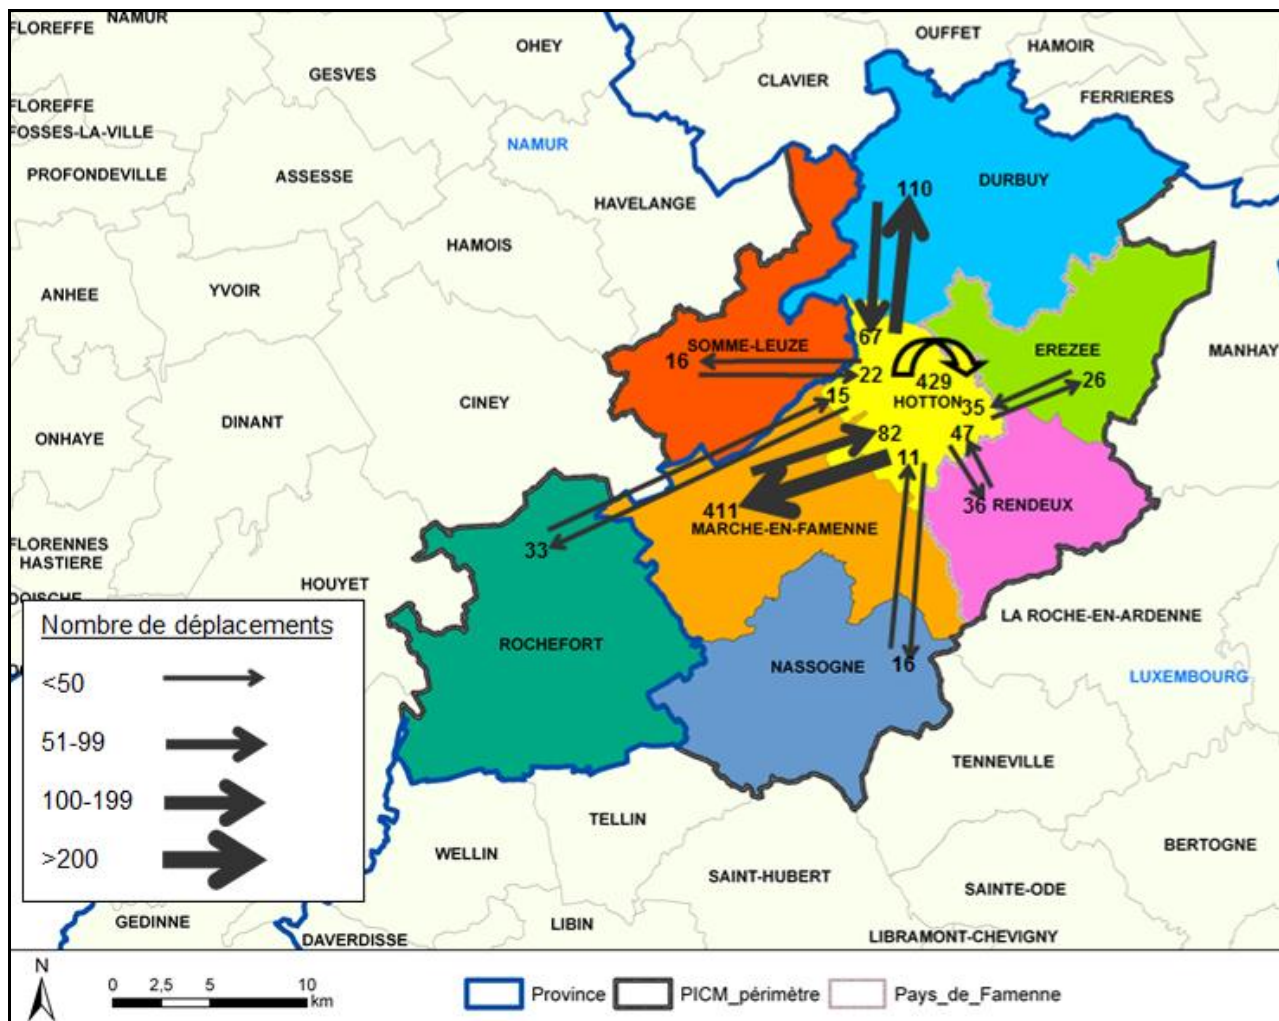 NAMUR
FLOREFFE
OUFFET
OHEY
HAMOIR
GESVES
CLAVIER
FERRIERES
FLOREFFE
FOSSES-LA-VILLE
NAMUR
PROFONDEVILLE
ASSESSE
DURBUY
110
HAVELANGE
HAMOIS
ANHEE
YVOIR
67
SOMME-LEUZE
16
22
429
HOTTON
EREZEE
26
MANHAY
15
35
CINEY
DINANT
ONHAYE
82
47
11
411
MARCHE-EN-FAMENNE
36
RENDEUX
33
FLORENNES
HASTIERE
HOUYET
DOISCHE
LA ROCHE-EN-ARDENNE
ROCHEFORT
NASSOGNE
16
LUXEMBOURG
Nombre de déplacements
<50
51-99
100-199
>200
TENNEVILLE
TELLIN
WELLIN
BERTOGNE
SAINT-HUBERT
SAINTE-ODE
GEDINNE
LIBIN
DAVERDISSE
LIBRAMONT-CHEVIGNY
N
0 2,5 5 10
km
Province
PICM_périmètre
Pays_de_Famenne